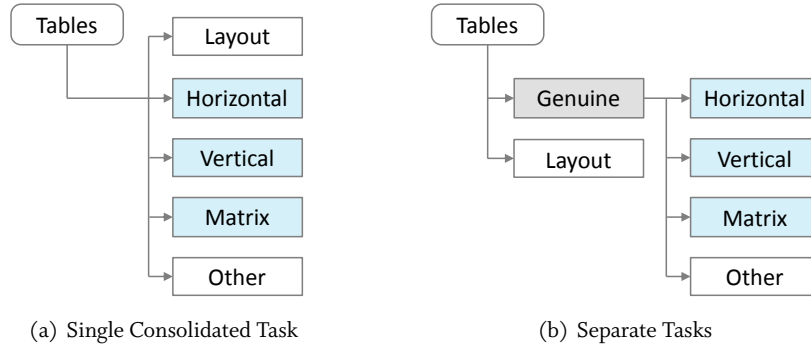 Tables
Layout
Horizontal
Vertical
Matrix
Other
(a) Single Consolidated Task
Tables
Genuine
Layout
Horizontal
Vertical
Matrix
Other
(b) Separate Tasks